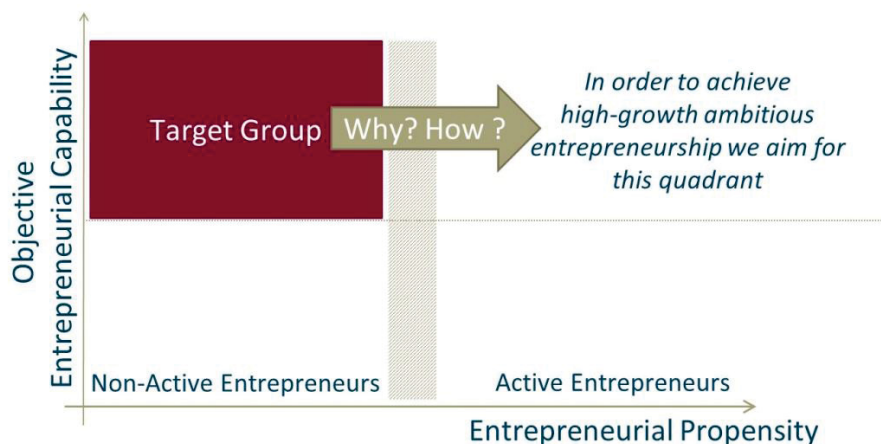 Objective
Entrepreneurial Capability
Target Group
Why? How ?
In order to achieve
high-growth ambitious
entrepreneurship we aim for
this quadrant
Non-Active Entrepreneurs
Active Entrepreneurs
Entrepreneurial Propensity